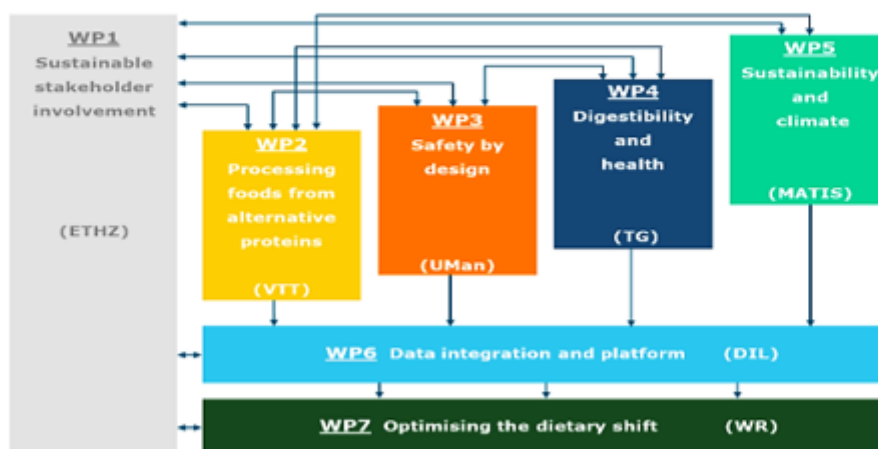 WP1
Sustainable
stakeholder
involvement
(ETHZ)
WP2
Processing
foods from
alternative
proteins
(VTT)
WP3
Safety by
design
(UMan)
WP4
Digestibility
and
health
(TG)
WP5
Sustainability
and
climate
(MATIS)
WP6 Data integration and platform (DIL)
WP7 Optimising the dietary shift (WR)